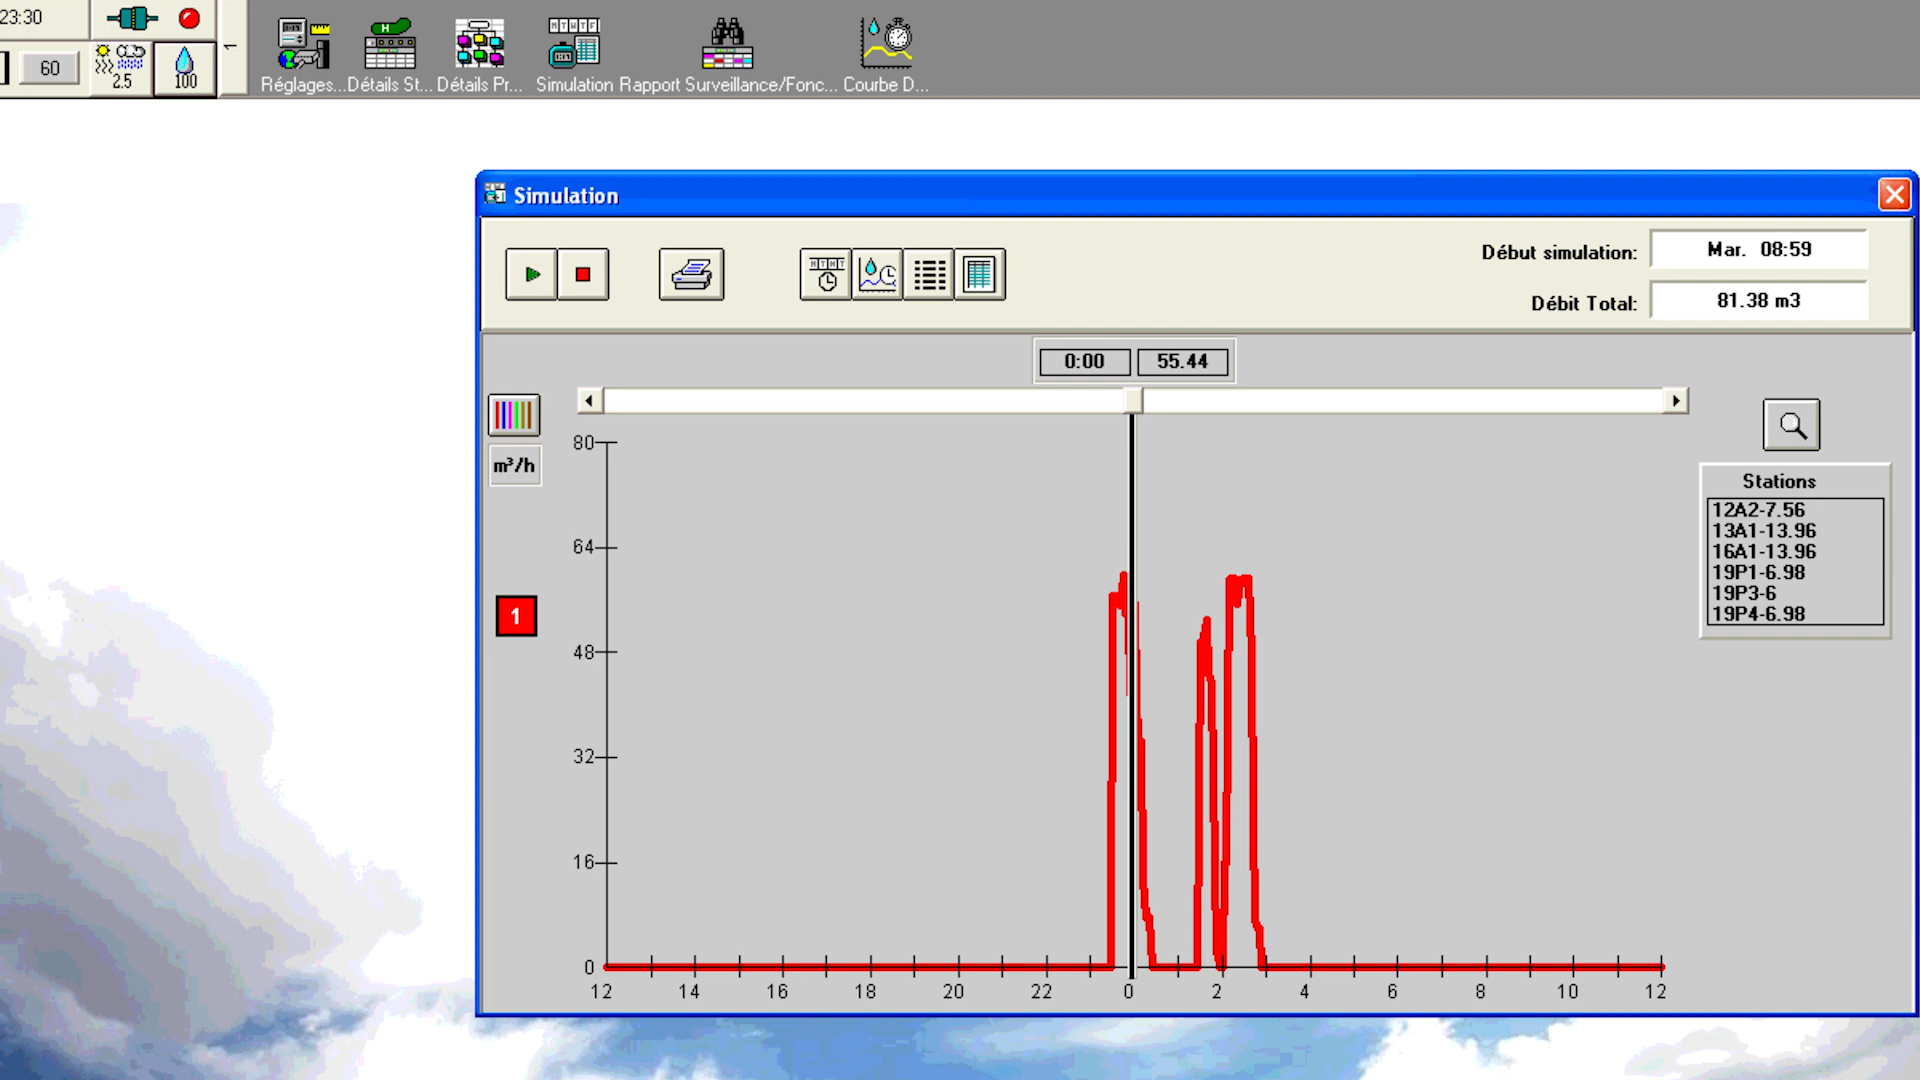 23:30
60
2.5
100
1
Réglages... Détails St... Détails Pr... Simulation Rapport Surveillance/Fonc... Courbe D...
Simulation
Début simulation: Mar. 08:59
Débit Total: 81.38 m3
0:00 55.44
m³/h
80
64
48
32
16
0
1
12 14 16 18 20 22 0 2 4 6 8 10 12
Stations
12A2-7.56
13A1-13.96
16A1-13.96
19P1-6.98
19P3-6
19P4-6.98